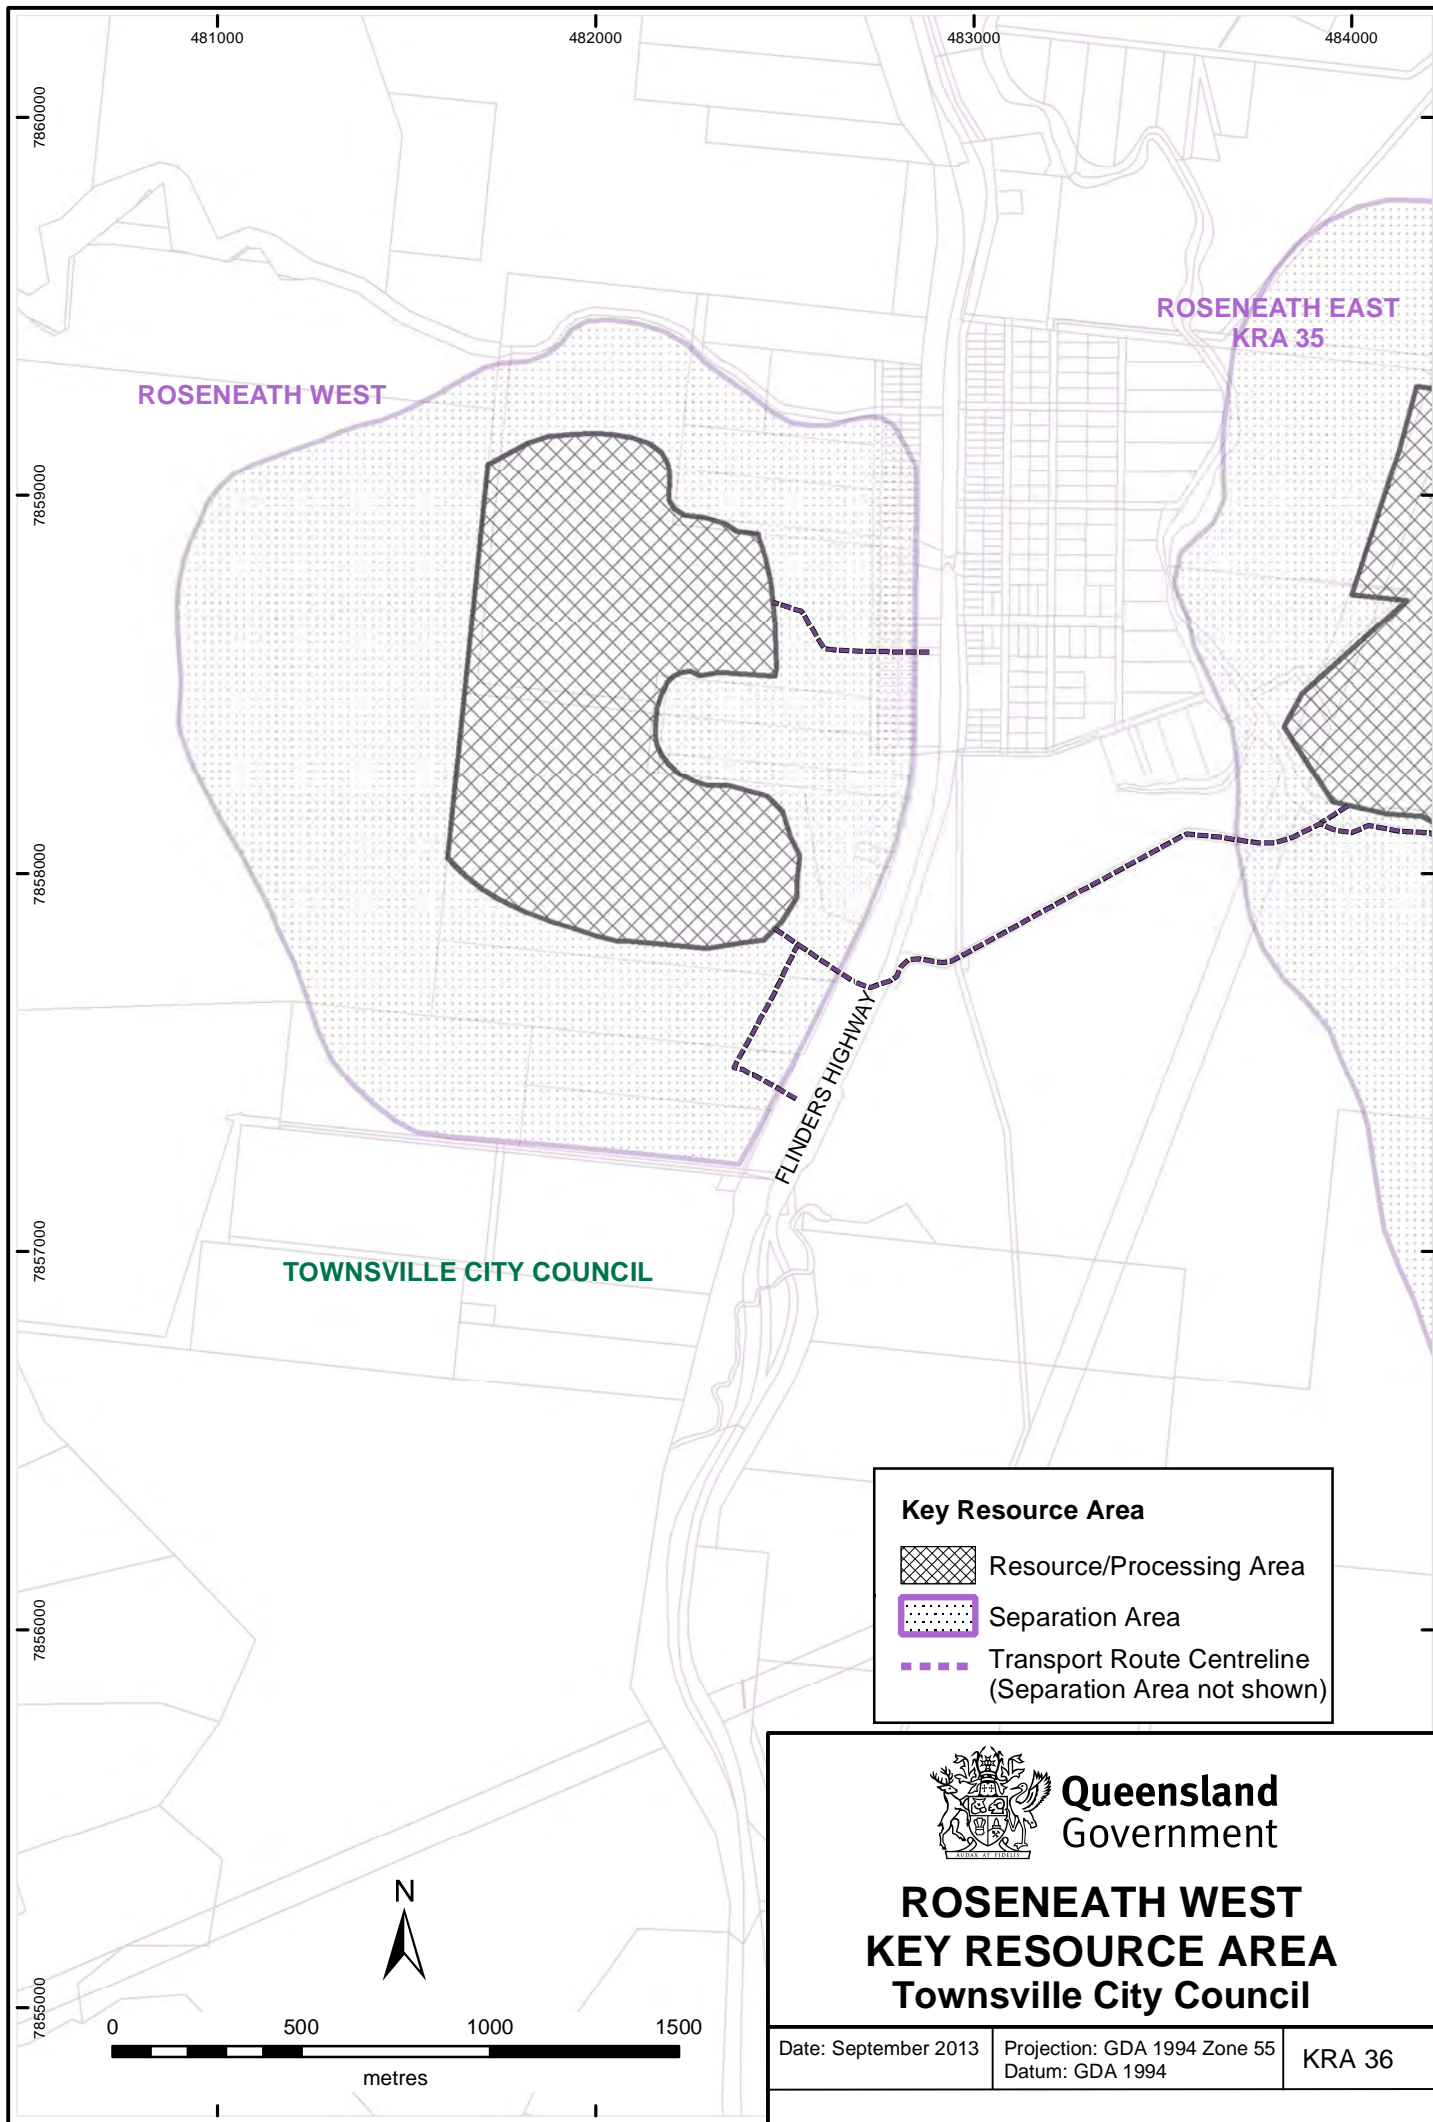 481000
482000
483000
484000
7860000
7859000
7858000
7857000
7856000
7855000
ROSENEATH EAST
KRA 35
ROSENEATH WEST
FLINDERS HIGHWAY
TOWNSVILLE CITY COUNCIL
Key Resource Area
Resource/Processing Area
Separation Area
Transport Route Centreline
(Separation Area not shown)
N
0 500 1000 1500
metres
AUDAX AT FIDELIS
Queensland
Government
ROSENEATH WEST
KEY RESOURCE AREA
Townsville City Council
Date: September 2013
Projection: GDA 1994 Zone 55
Datum: GDA 1994
KRA 36